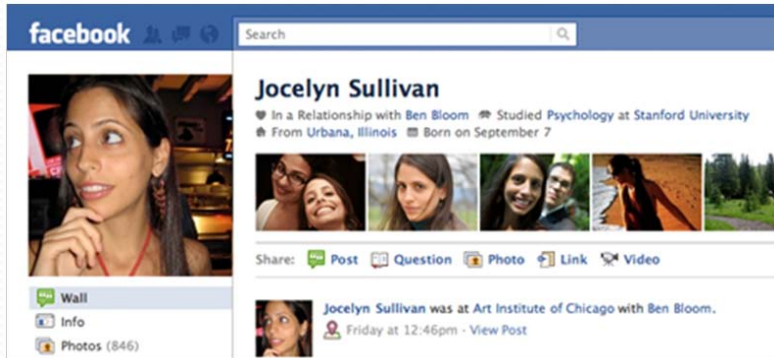 facebook
Search
Jocelyn Sullivan
In a Relationship with Ben Bloom Studied Psychology at Stanford University
From Urbana, Illinois Born on September 7
Share: Post Question Photo Link Video
Wall
Info
Photos (846)
Jocelyn Sullivan was at Art Institute of Chicago with Ben Bloom.
Friday at 12:46pm · View Post